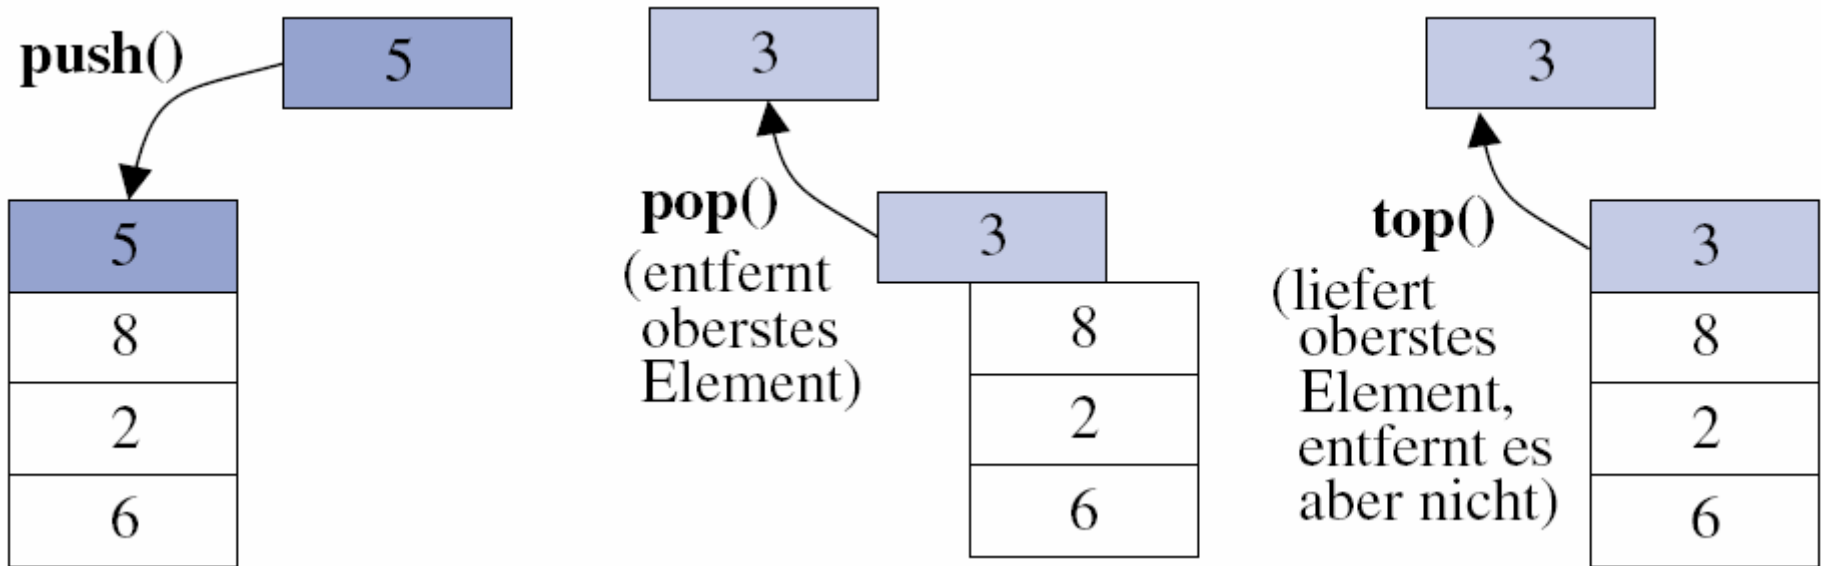 push()
5
5
8
2
6
3
pop()
(entfernt
oberstes
Element)
3
8
2
6
3
top()
(liefert
oberstes
Element,
entfernt es
aber nicht)
3
8
2
6